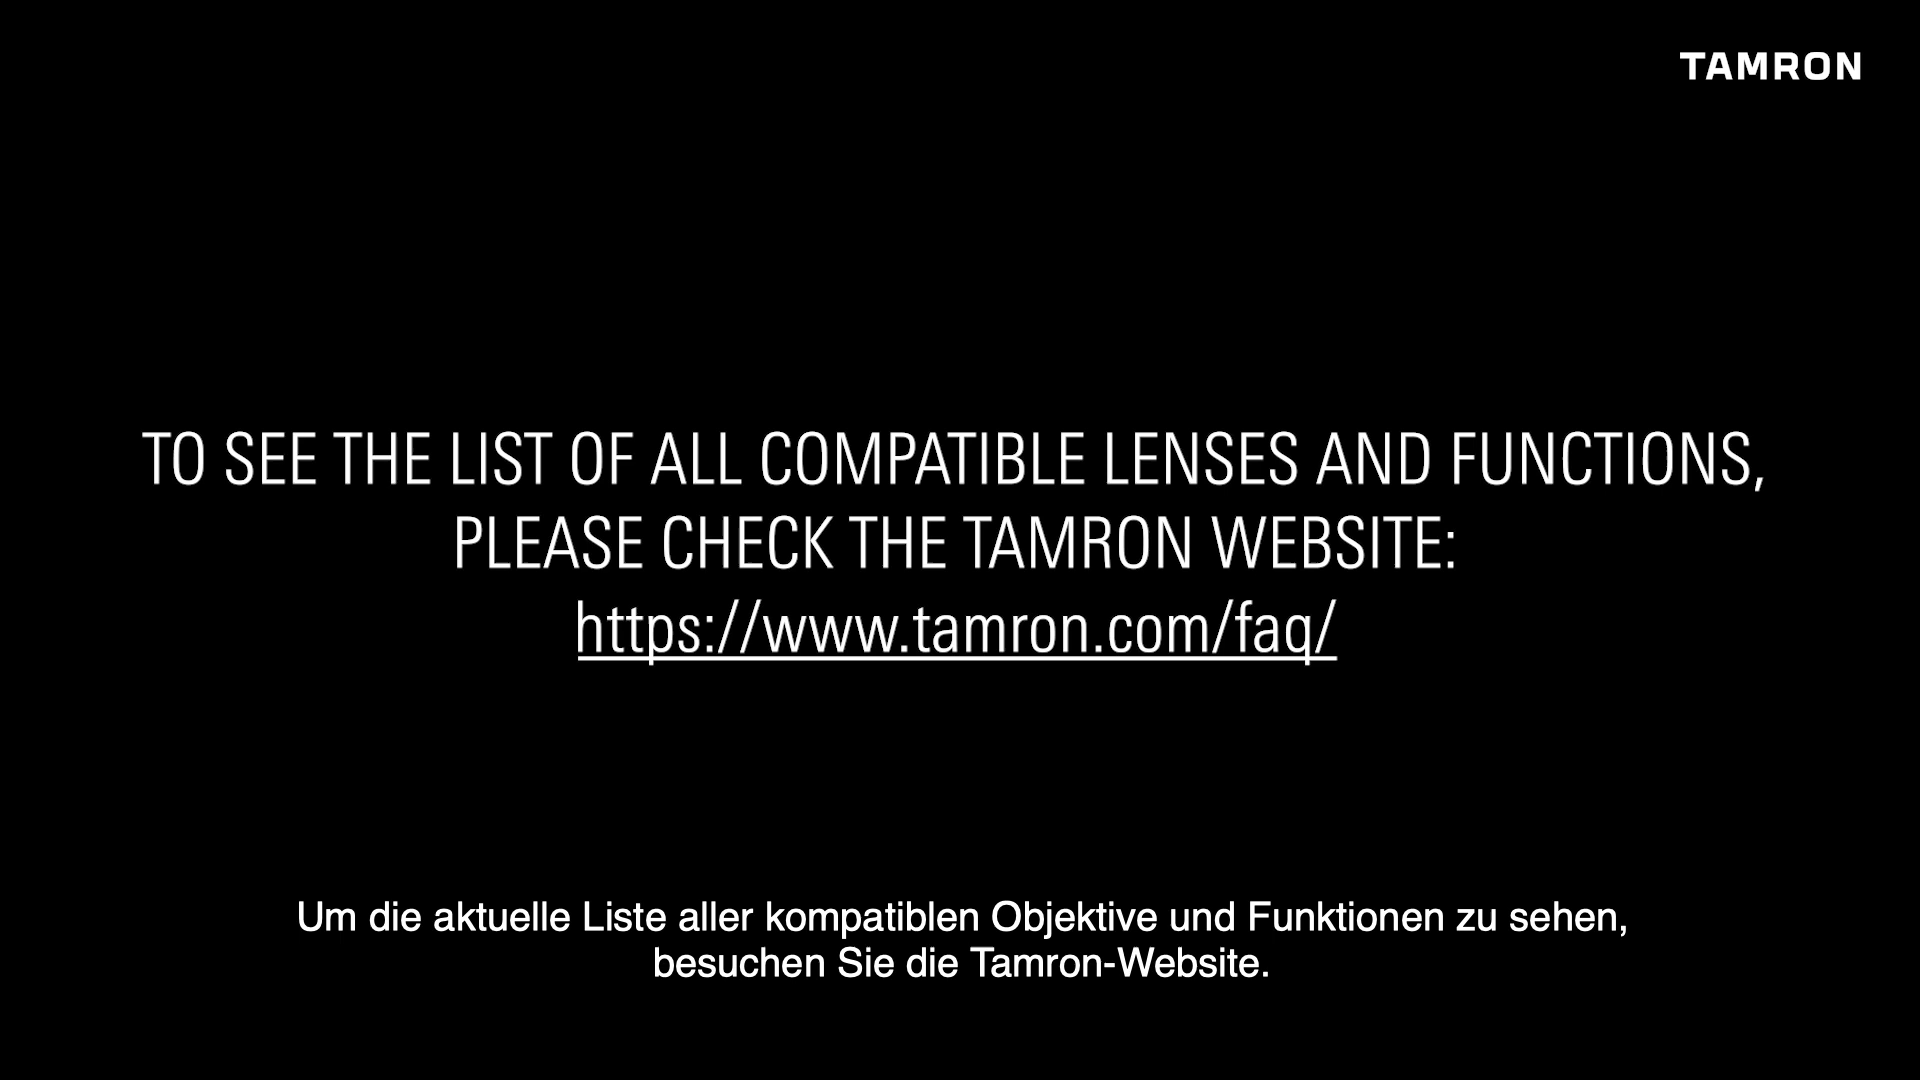 TAMRON
TO SEE THE LIST OF ALL COMPATIBLE LENSES AND FUNCTIONS,
PLEASE CHECK THE TAMRON WEBSITE:
https://www.tamron.com/faq/
Um die aktuelle Liste aller kompatiblen Objektive und Funktionen zu sehen,
besuchen Sie die Tamron-Website.